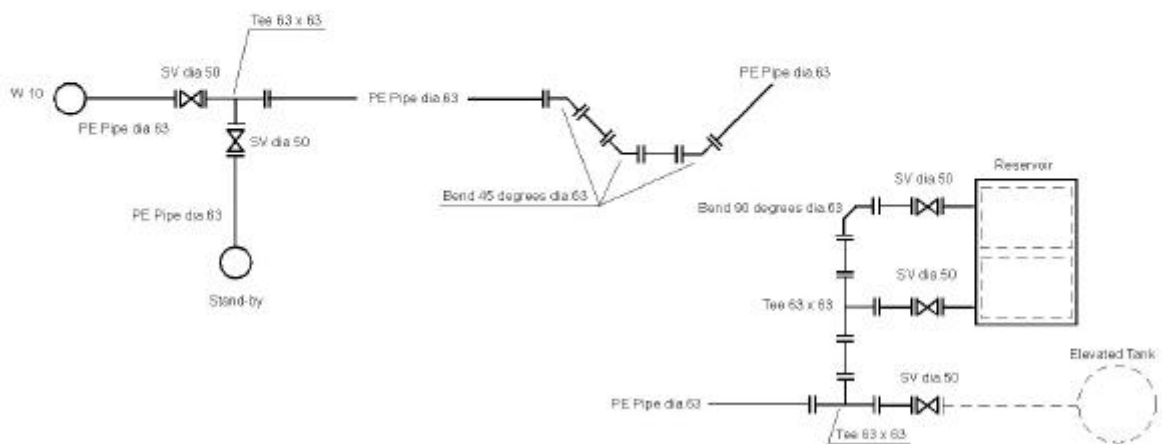 Tee 63 x 63
SV dia.50
PE Pipe dia.63
W 10
PE Pipe dia.63
PE Pipe dia.63
SV dia.50
Bend 45 degrees dia.63
Reservoir
SV dia.50
PE Pipe dia.63
Bend 90 degrees dia.63
SV dia.50
Stand-by
Tee 63 x 63
Elevated Tank
SV dia.50
PE Pipe dia.63
Tee 63 x 63